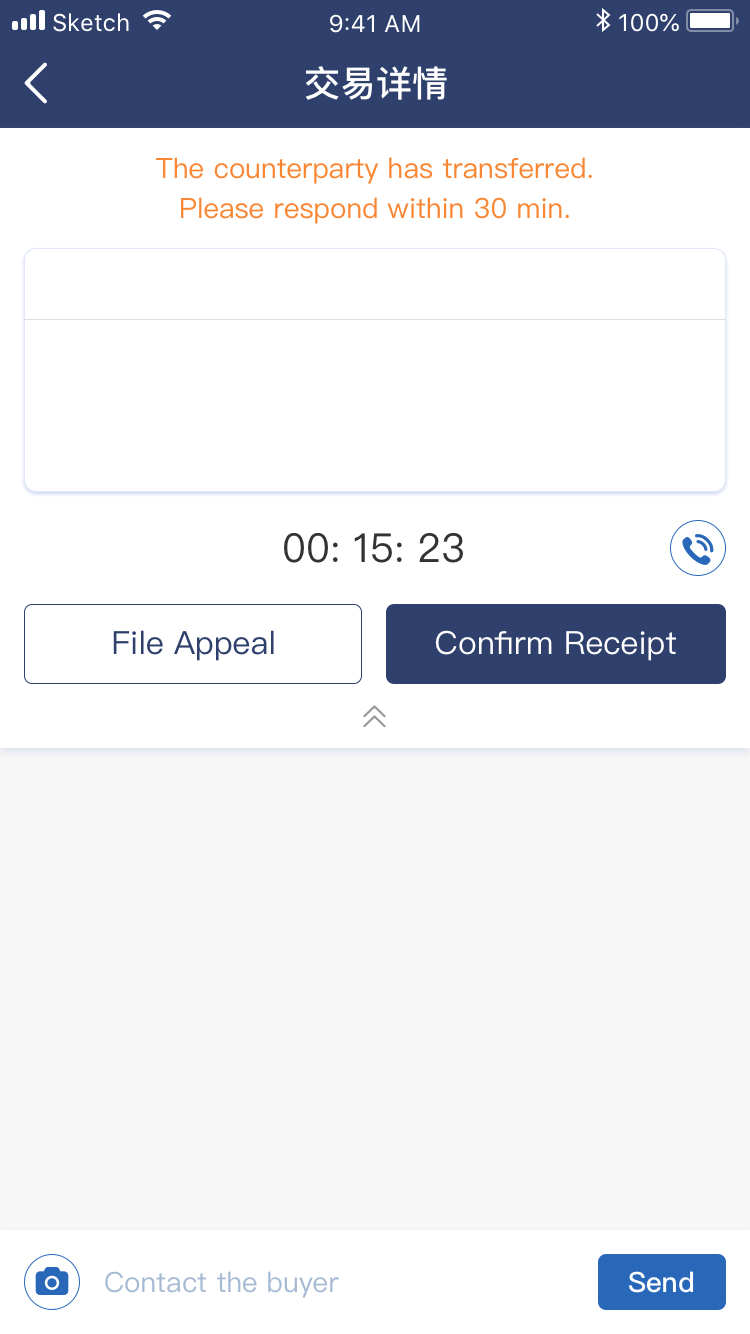 Sketch 9:41 AM 100%
交易详情
The counterparty has transferred.
Please respond within 30 min.
00: 15: 23
File Appeal Confirm Receipt
Contact the buyer Send